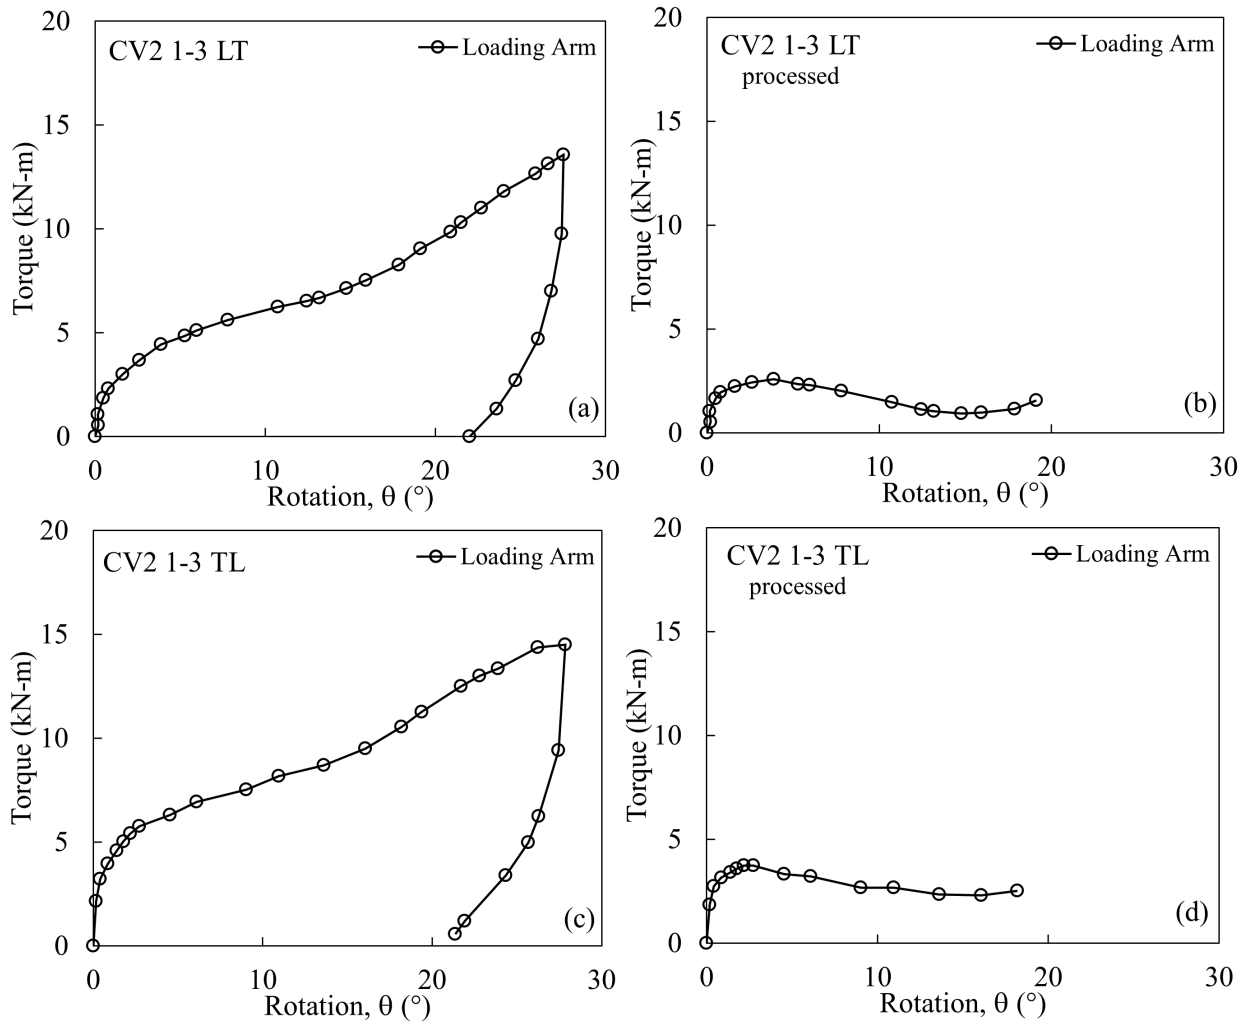 20
CV2 1-3 LT
Loading Arm
15
Torque (kN-m)
10
5
(a)
0
0 10 20 30
Rotation, θ (°)
20
CV2 1-3 LT
processed
Loading Arm
15
Torque (kN-m)
10
5
(b)
0
0 10 20 30
Rotation, θ (°)
20
CV2 1-3 TL
Loading Arm
15
Torque (kN-m)
10
5
(c)
0
0 10 20 30
Rotation, θ (°)
20
CV2 1-3 TL
processed
Loading Arm
15
Torque (kN-m)
10
5
(d)
0
0 10 20 30
Rotation, θ (°)